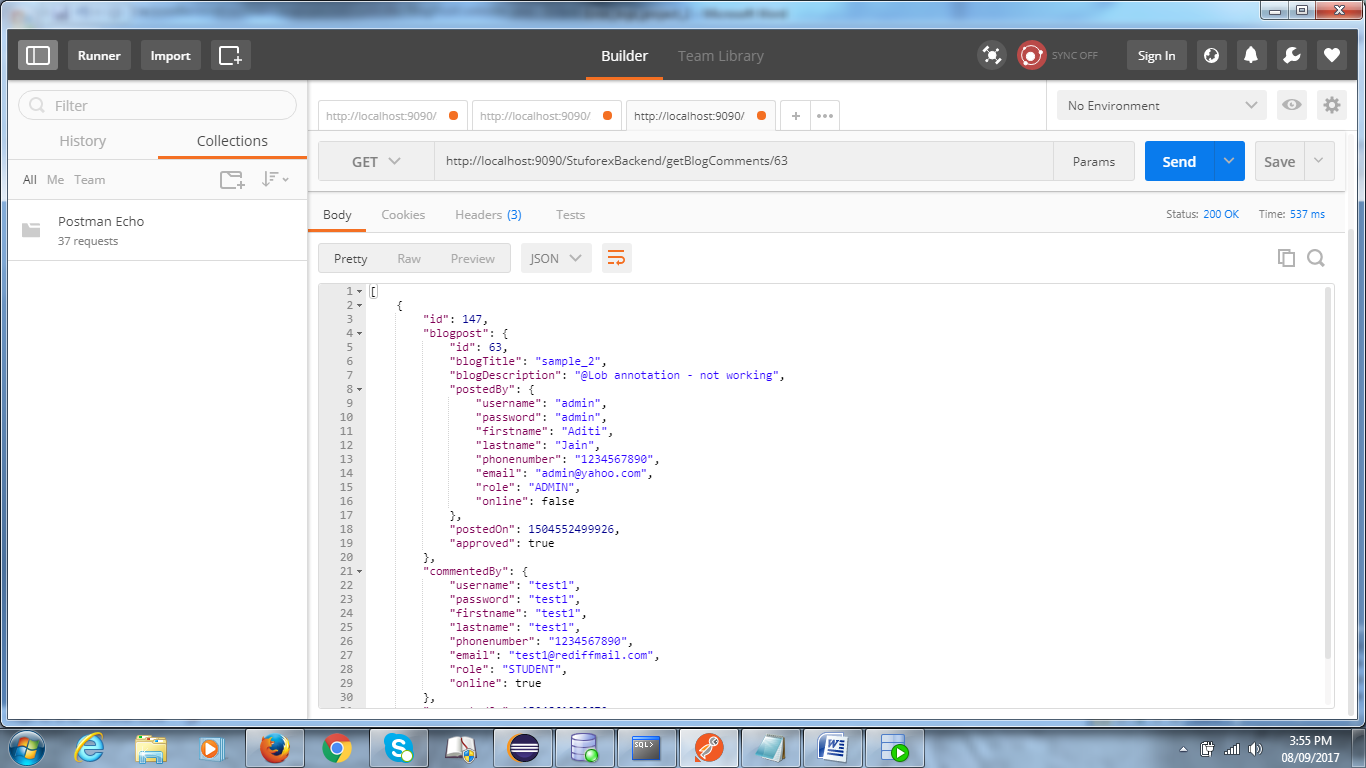 - Microsoft Word
Runner
Import
Builder
Team Library
SYNC OFF
Sign In
Filter
History
Collections
All Me Team
Postman Echo
37 requests
http://localhost:9090/
http://localhost:9090/
http://localhost:9090/
+
No Environment
GET
http://localhost:9090/StuforexBackend/getBlogComments/63
Params
Send
Save
Body
Cookies
Headers (3)
Tests
Status: 200 OK
Time: 537 ms
Pretty
Raw
Preview
JSON
1 [
2 {
3 "id": 147,
4 "blogpost": {
5 "id": 63,
6 "blogTitle": "sample_2",
7 "blogDescription": "@Lob annotation - not working",
8 "postedBy": {
9 "username": "admin",
10 "password": "admin",
11 "firstname": "Aditi",
12 "lastname": "Jain",
13 "phonenumber": "1234567890",
14 "email": "admin@yahoo.com",
15 "role": "ADMIN",
16 "online": false
17 },
18 "postedOn": 1504552499926,
19 "approved": true
20 },
21 "commentedBy": {
22 "username": "test1",
23 "password": "test1",
24 "firstname": "test1",
25 "lastname": "test1",
26 "phonenumber": "1234567890",
27 "email": "test1@rediffmail.com",
28 "role": "STUDENT",
29 "online": true
30 },
SQL>
3:55 PM
08/09/2017